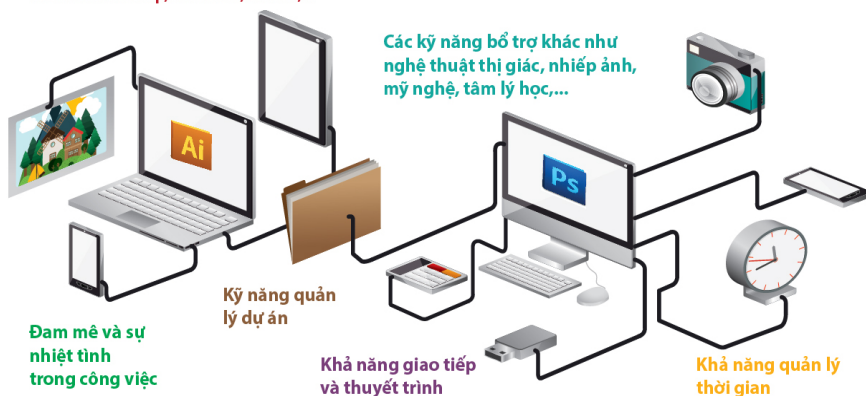 Các kỹ năng bổ trợ khác như
nghệ thuật thị giác, nhiếp ảnh,
mỹ nghệ, tâm lý học,...
Ai
Ps
Kỹ năng quản
lý dự án
Đam mê và sự
nhiệt tình
trong công việc
Khả năng giao tiếp
và thuyết trình
Khả năng quản lý
thời gian